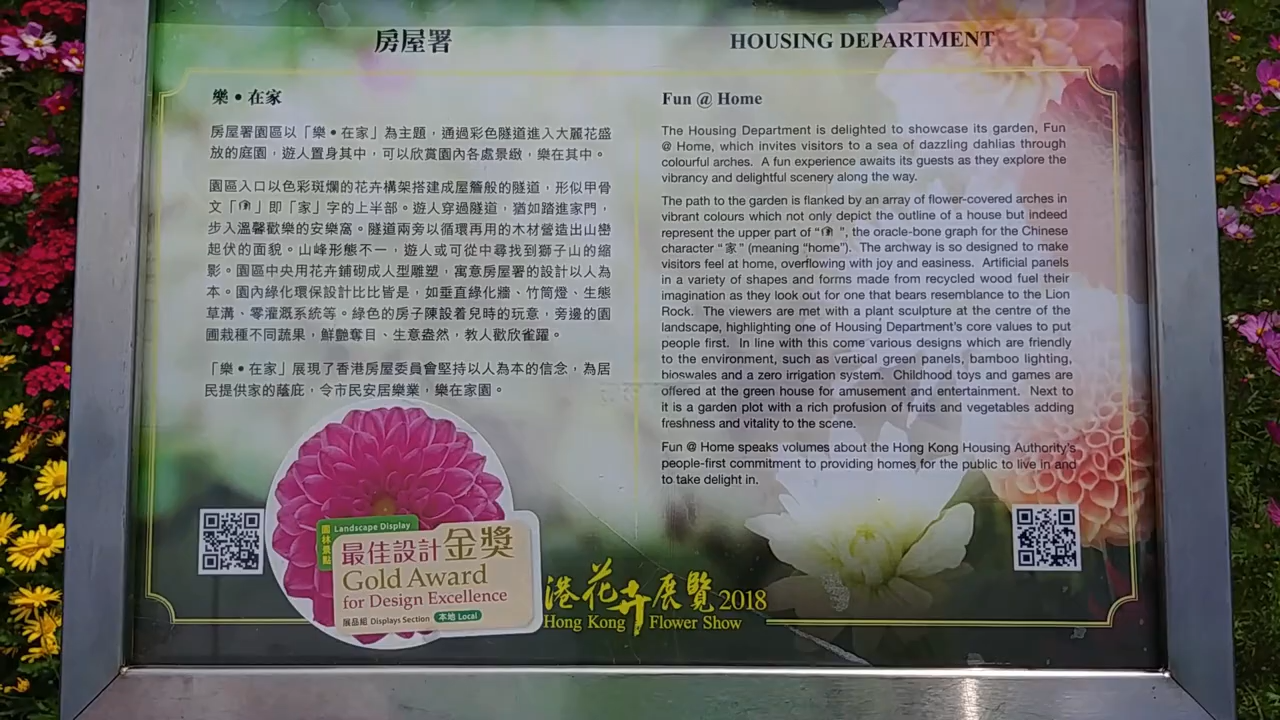 房屋署
樂•在家
房屋署園區以「樂•在家」為主題，通過彩色隧道進入大麗花盛
放的庭園，遊人置身其中，可以欣賞園內各處景緻，樂在其中。
園區入口以色彩斑爛的花卉構架搭建成屋簷般的隧道，形似甲骨
文「」即「家」字的上半部。遊人穿過隧道，猶如踏進家門，
步入溫馨歡樂的安樂窩。隧道兩旁以循環再用的木材營造出山巒
起伏的面貌。山峰形態不一，遊人或可從中尋找到獅子山的縮
影。園區中央用花卉鋪砌成人型雕塑，寓意房屋署的設計以人為
本。園內綠化環保設計比比皆是，如垂直綠化牆、竹筒燈、生態
草溝、零灌溉系統等。綠色的房子陳設着兒時的玩意，旁邊的園
圃栽種不同蔬果，鮮艷奪目、生意盎然，教人歡欣雀躍。
「樂•在家」展現了香港房屋委員會堅持以人為本的信念，為居
民提供家的蔭庇，令市民安居樂業，樂在家園。
HOUSING DEPARTMENT
Fun @ Home
The Housing Department is delighted to showcase its garden, Fun
@ Home, which invites visitors to a sea of dazzling dahlias through
colourful arches. A fun experience awaits its guests as they explore the
vibrancy and delightful scenery along the way.
The path to the garden is flanked by an array of flower-covered arches in
vibrant colours which not only depict the outline of a house but indeed
represent the upper part of “ ”, the oracle-bone graph for the Chinese
character “家” (meaning “home”). The archway is so designed to make
visitors feel at home, overflowing with joy and easiness. Artificial panels
in a variety of shapes and forms made from recycled wood fuel their
imagination as they look out for one that bears resemblance to the Lion
Rock. The viewers are met with a plant sculpture at the centre of the
landscape, highlighting one of Housing Department's core values to put
people first. In line with this come various designs which are friendly
to the environment, such as vertical green panels, bamboo lighting,
bioswales and a zero irrigation system. Childhood toys and games are
offered at the green house for amusement and entertainment. Next to
it is a garden plot with a rich profusion of fruits and vegetables adding
freshness and vitality to the scene.
Fun @ Home speaks volumes about the Hong Kong Housing Authority's
people-first commitment to providing homes for the public to live in and
to take delight in.
園林景點
Landscape Display
最佳設計金獎
Gold Award
for Design Excellence
展品組 Displays Section 本地 Local
港花卉展覽2018
Hong Kong Flower Show